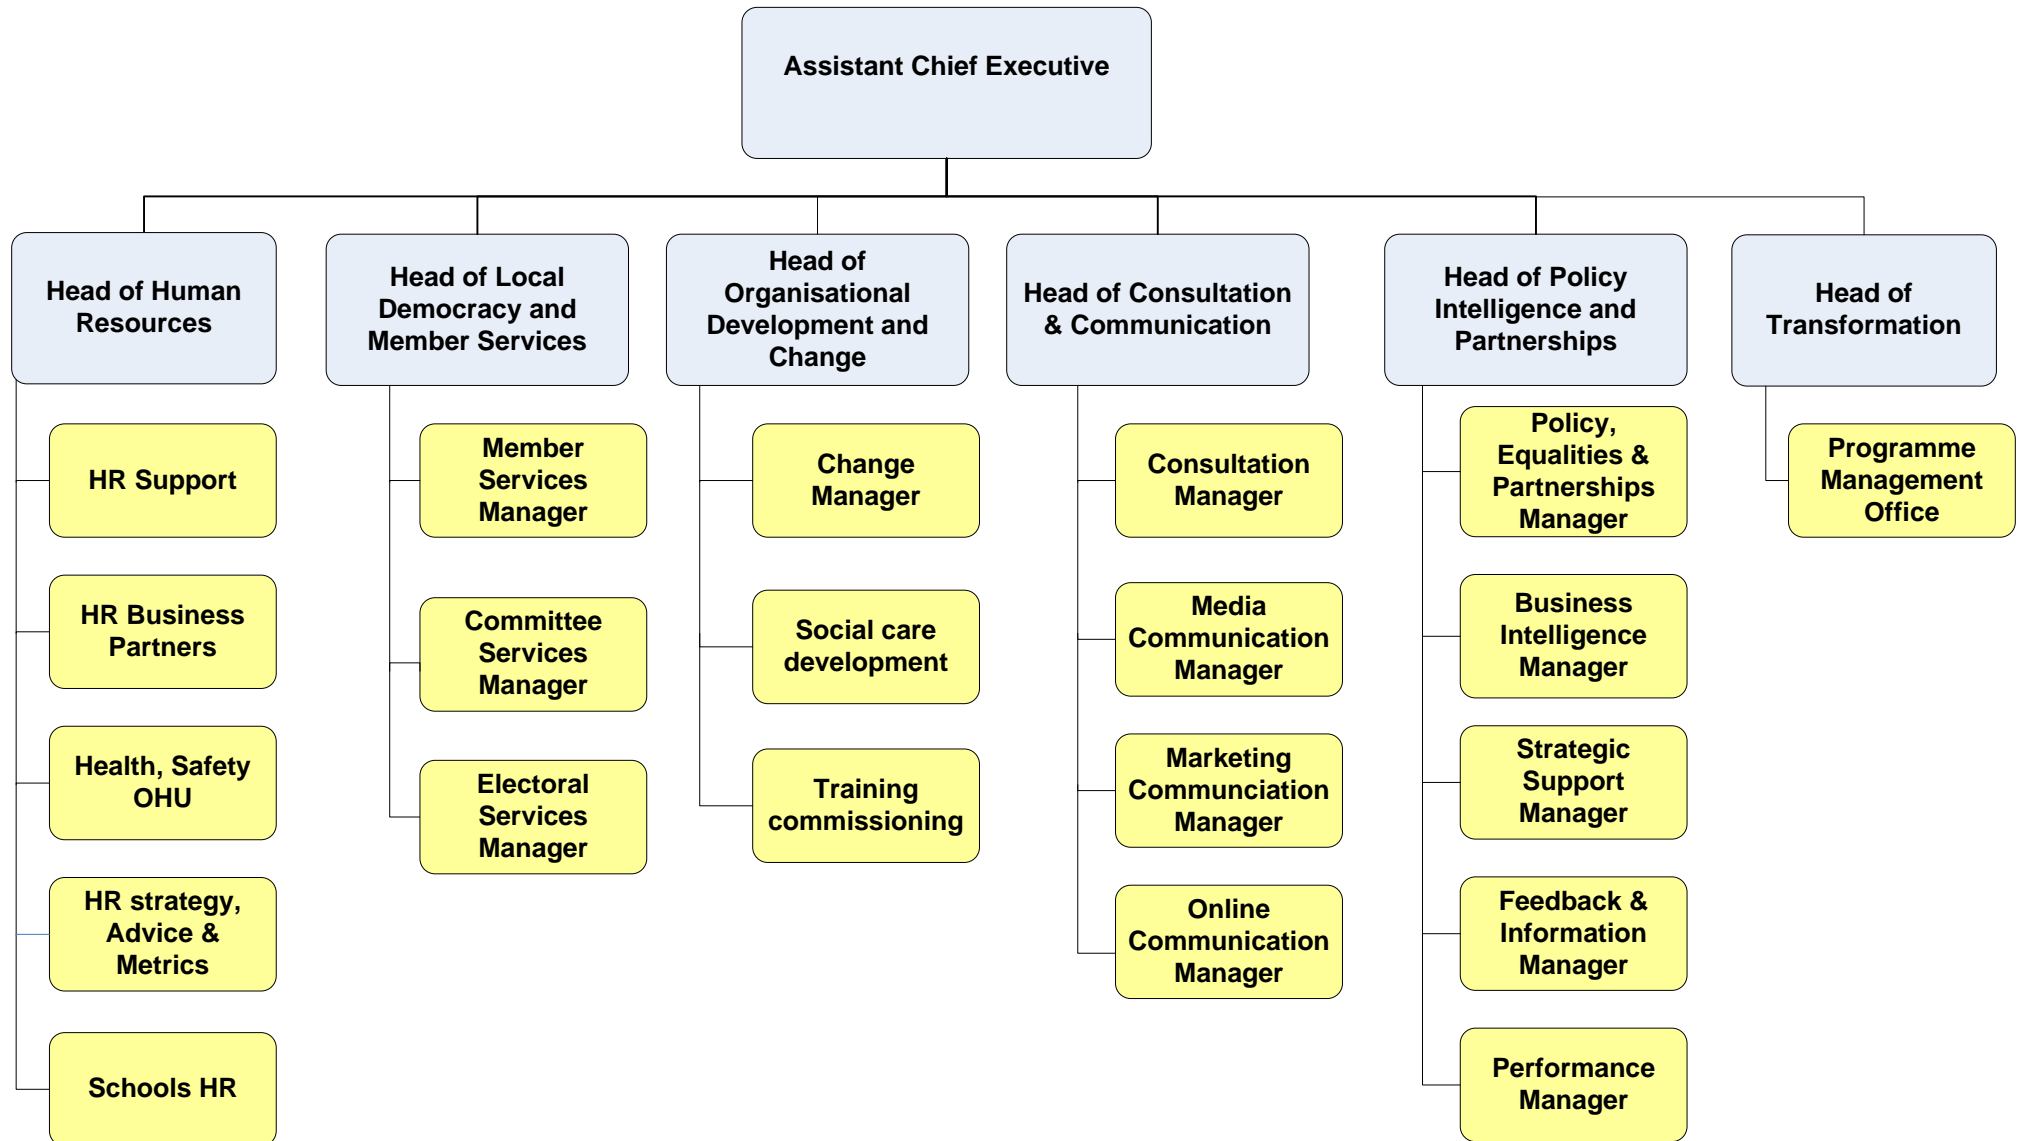 Assistant Chief Executive
Head of Human
Resources
Head of Local
Democracy and
Member Services
Head of
Organisational
Development and
Change
Head of Consultation
& Communication
Head of Policy
Intelligence and
Partnerships
Head of
Transformation
HR Support
HR Business
Partners
Health, Safety
OHU
HR strategy,
Advice &
Metrics
Schools HR
Member
Services
Manager
Committee
Services
Manager
Electoral
Services
Manager
Change
Manager
Social care
development
Training
commissioning
Consultation
Manager
Media
Communication
Manager
Marketing
Communciation
Manager
Online
Communication
Manager
Policy,
Equalities &
Partnerships
Manager
Business
Intelligence
Manager
Strategic
Support
Manager
Feedback &
Information
Manager
Performance
Manager
Programme
Management
Office